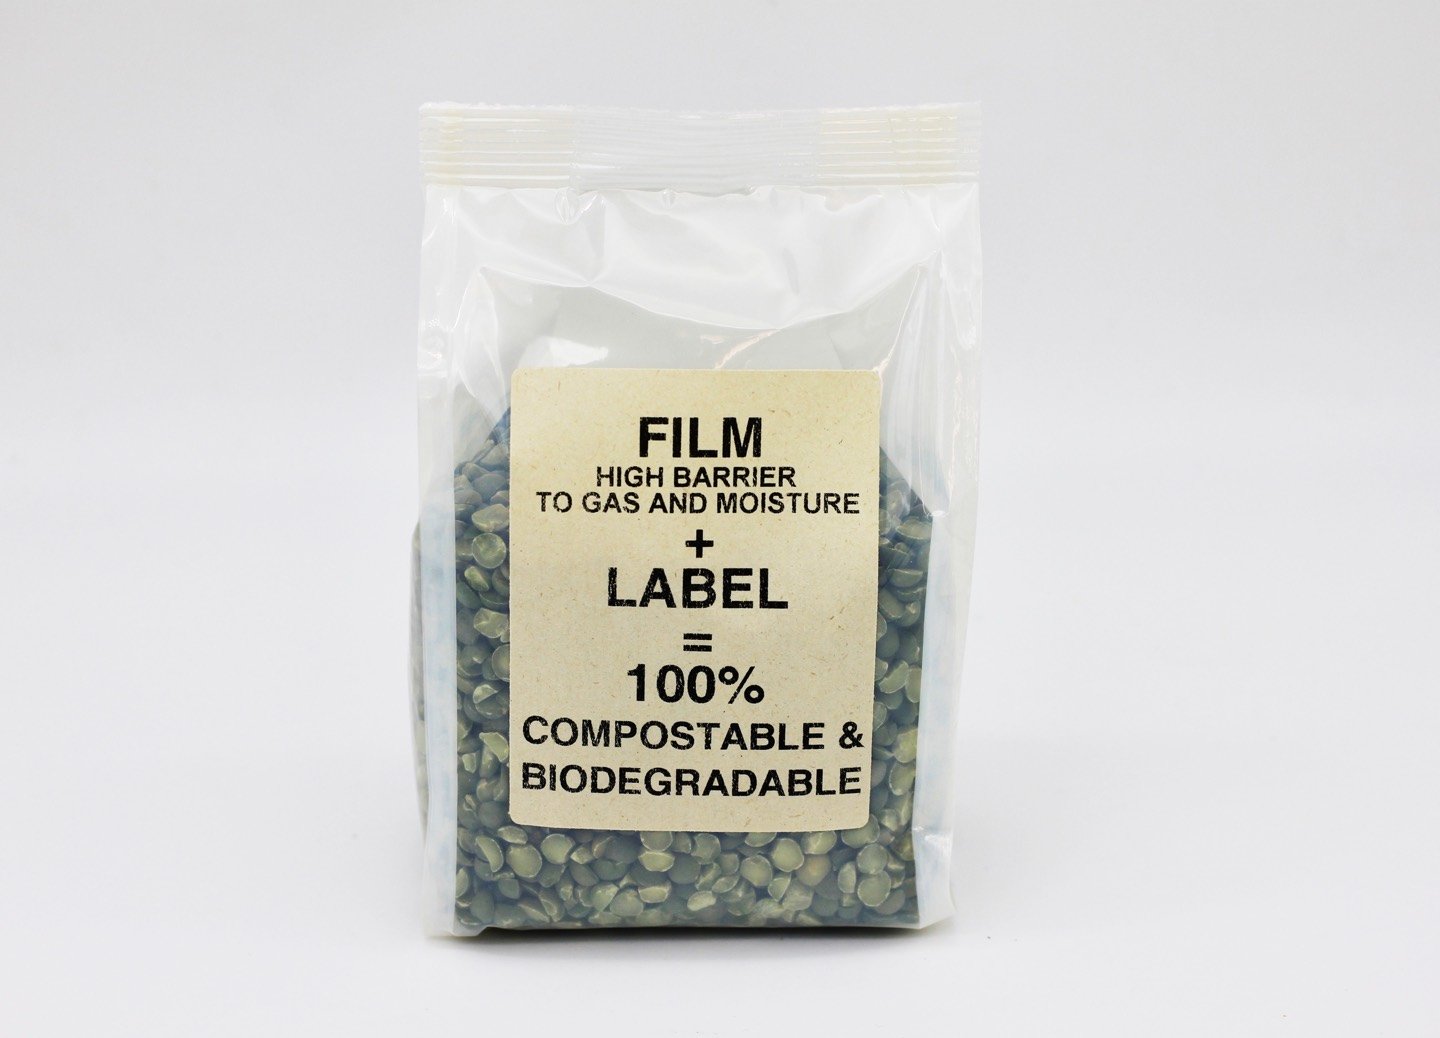 FILM
HIGH BARRIER
TO GAS AND MOISTURE
+
LABEL
=
100%
COMPOSTABLE &
BIODEGRADABLE